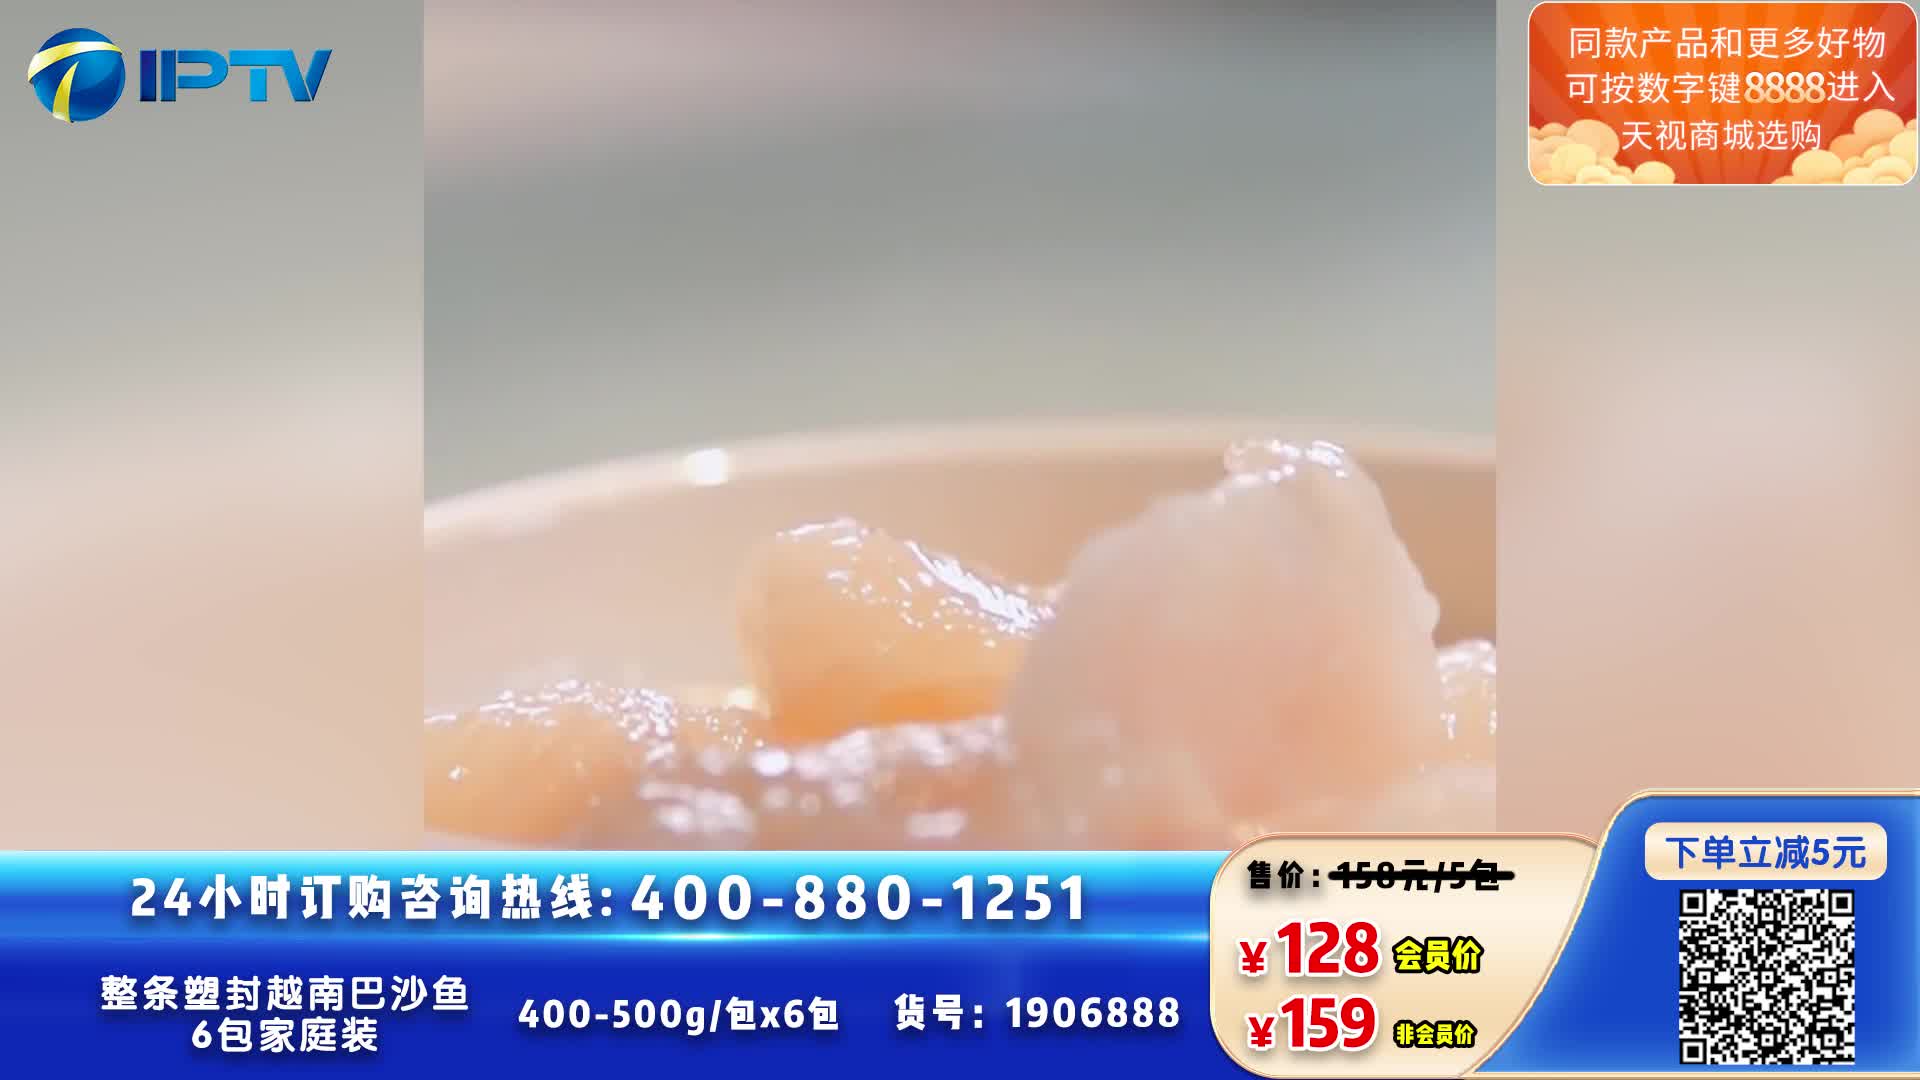 IPTV
同款产品和更多好物
可按数字键8888进入
天视商城选购
24小时订购咨询热线:400-880-1251
整条塑封越南巴沙鱼
6包家庭装
400-500g/包x6包
货号：1906888
售价：158元/5包
¥128 会员价
¥159 非会员价
下单立减5元